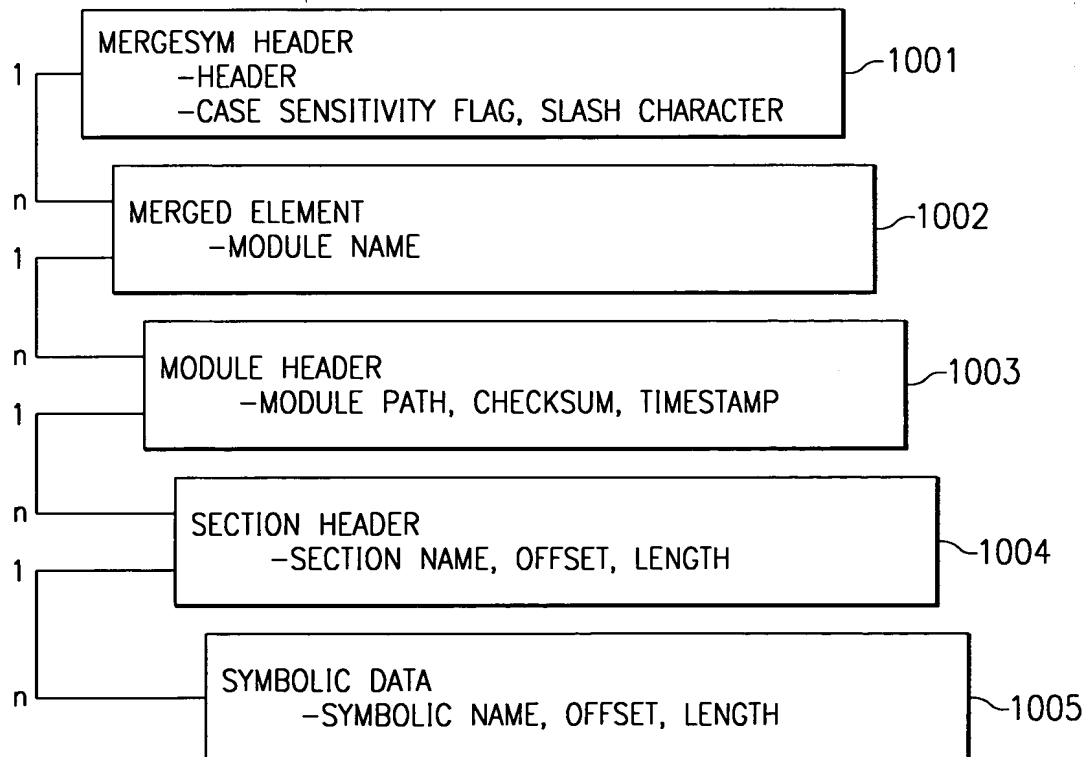 MERGESYM HEADER
-HEADER
-CASE SENSITIVITY FLAG, SLASH CHARACTER
1001
1
n
MERGED ELEMENT
-MODULE NAME
1002
1
n
MODULE HEADER
-MODULE PATH, CHECKSUM, TIMESTAMP
1003
1
n
SECTION HEADER
-SECTION NAME, OFFSET, LENGTH
1004
1
n
SYMBOLIC DATA
-SYMBOLIC NAME, OFFSET, LENGTH
1005